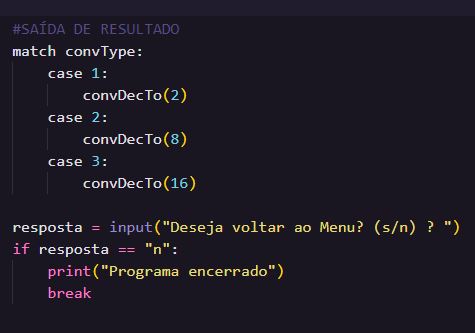 #SAÍDA DE RESULTADO
match convType:
    case 1:
        convDecTo(2)
    case 2:
        convDecTo(8)
    case 3:
        convDecTo(16)

resposta = input("Deseja voltar ao Menu? (s/n) ? ")
if resposta == "n":
    print("Programa encerrado")
    break